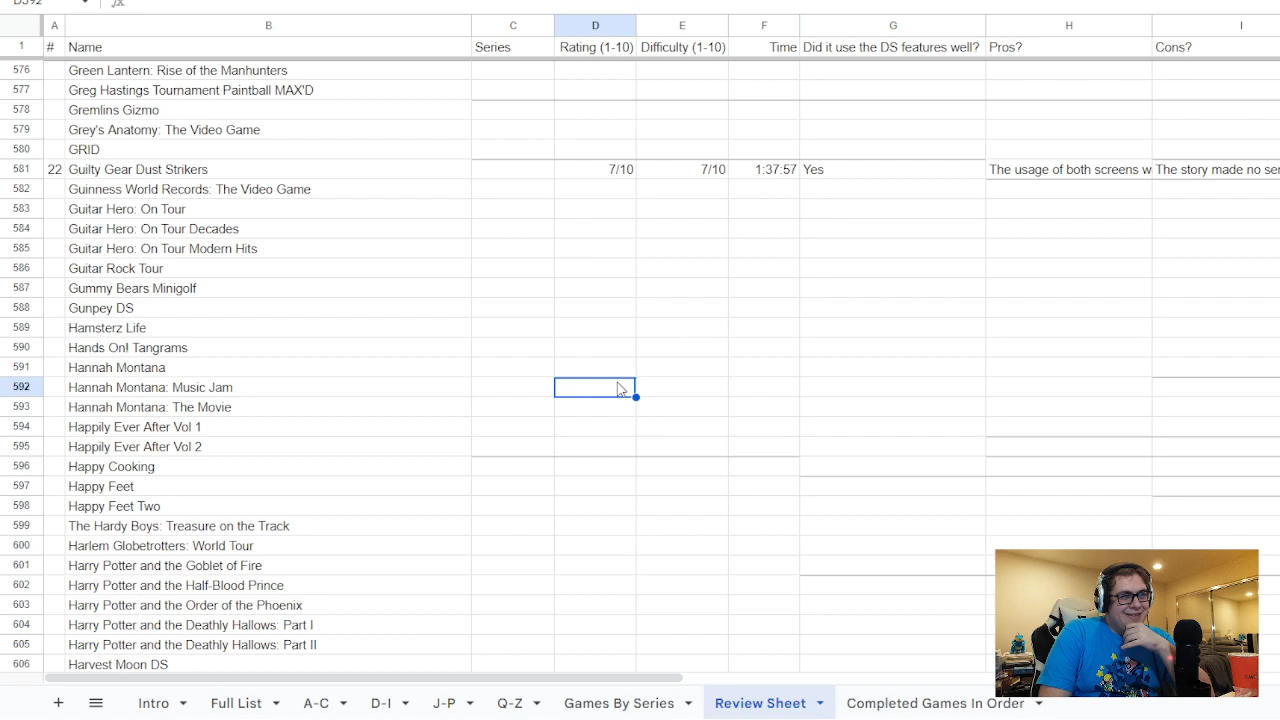 D592 fx
A B C D E F G H I
1 # Name Series Rating (1-10) Difficulty (1-10) Time Did it use the DS features well? Pros? Cons?
576 Green Lantern: Rise of the Manhunters
577 Greg Hastings Tournament Paintball MAX'D
578 Gremlins Gizmo
579 Grey's Anatomy: The Video Game
580 GRID
581 22 Guilty Gear Dust Strikers 7/10 7/10 1:37:57 Yes The usage of both screens w The story made no sen
582 Guinness World Records: The Video Game
583 Guitar Hero: On Tour
584 Guitar Hero: On Tour Decades
585 Guitar Hero: On Tour Modern Hits
586 Guitar Rock Tour
587 Gummy Bears Minigolf
588 Gunpey DS
589 Hamsterz Life
590 Hands On! Tangrams
591 Hannah Montana
592 Hannah Montana: Music Jam
593 Hannah Montana: The Movie
594 Happily Ever After Vol 1
595 Happily Ever After Vol 2
596 Happy Cooking
597 Happy Feet
598 Happy Feet Two
599 The Hardy Boys: Treasure on the Track
600 Harlem Globetrotters: World Tour
601 Harry Potter and the Goblet of Fire
602 Harry Potter and the Half-Blood Prince
603 Harry Potter and the Order of the Phoenix
604 Harry Potter and the Deathly Hallows: Part I
605 Harry Potter and the Deathly Hallows: Part II
606 Harvest Moon DS
+ Intro Full List A-C D-I J-P Q-Z Games By Series Review Sheet Completed Games In Order